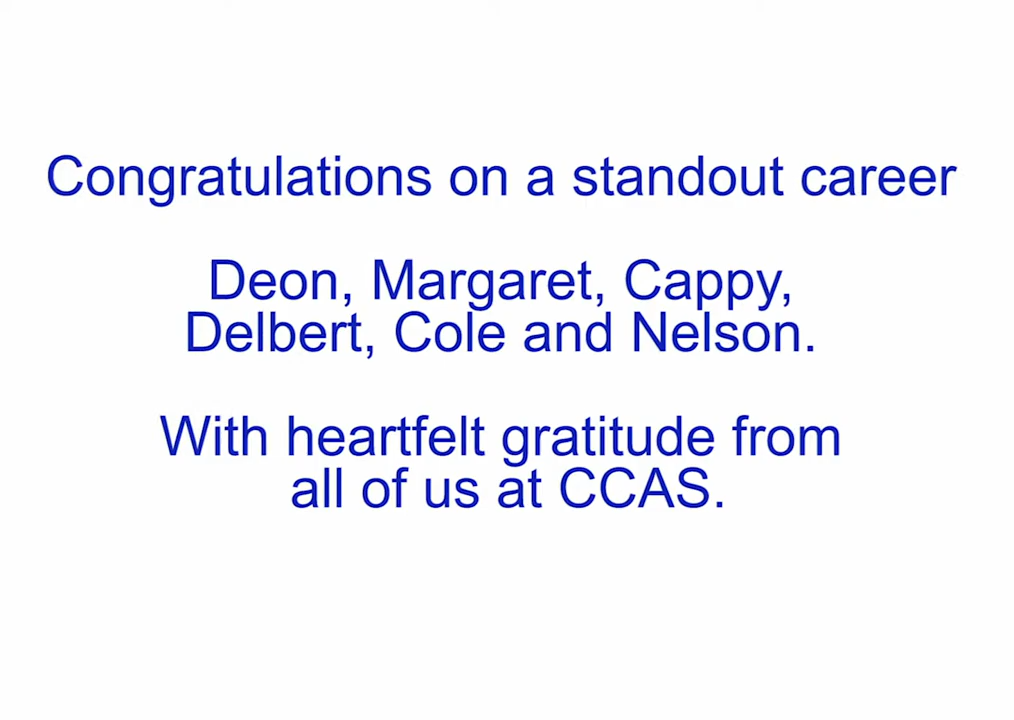 Congratulations on a standout career
Deon, Margaret, Cappy,
Delbert, Cole and Nelson.
With heartfelt gratitude from
all of us at CCAS.